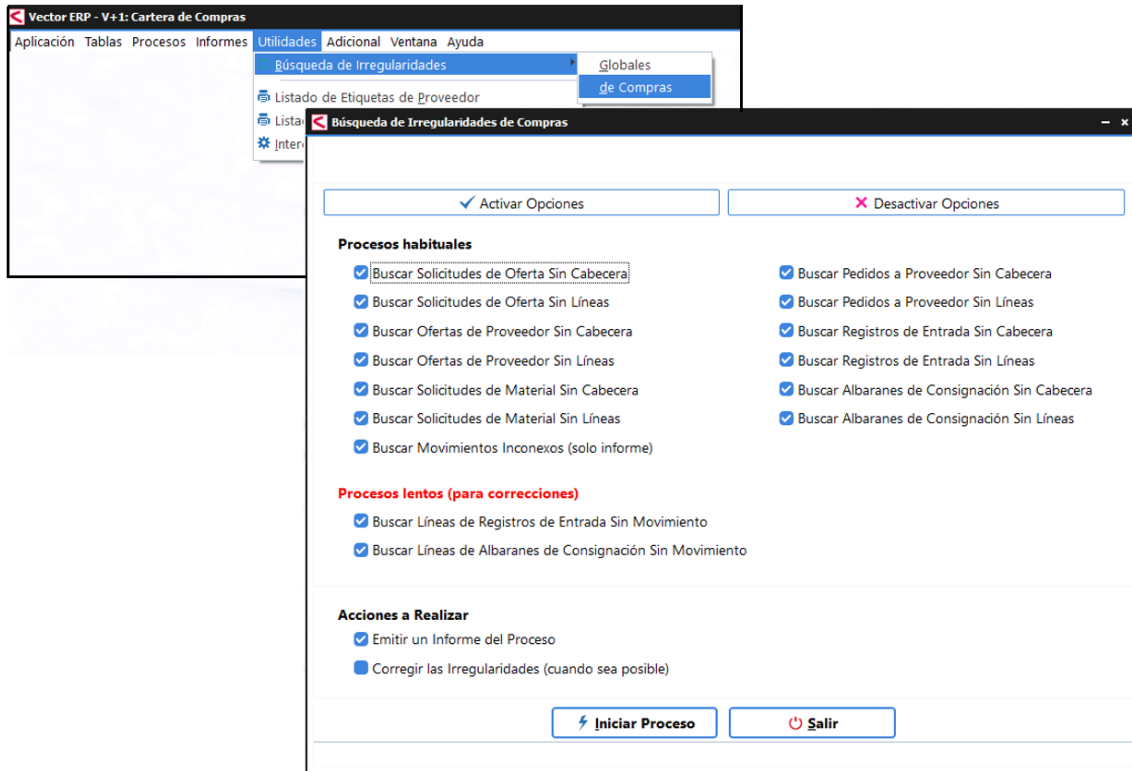 Vector ERP - V+1: Cartera de Compras
Aplicación Tablas Procesos Informes Utilidades Adicional Ventana Ayuda
Búsqueda de Irregularidades
Globales
de Compras
Listado de Etiquetas de Proveedor
Lista
Inter
Búsqueda de Irregularidades de Compras
Activar Opciones
Desactivar Opciones
Procesos habituales
Buscar Solicitudes de Oferta Sin Cabecera
Buscar Solicitudes de Oferta Sin Líneas
Buscar Ofertas de Proveedor Sin Cabecera
Buscar Ofertas de Proveedor Sin Líneas
Buscar Solicitudes de Material Sin Cabecera
Buscar Solicitudes de Material Sin Líneas
Buscar Movimientos Inconexos (solo informe)
Buscar Pedidos a Proveedor Sin Cabecera
Buscar Pedidos a Proveedor Sin Líneas
Buscar Registros de Entrada Sin Cabecera
Buscar Registros de Entrada Sin Líneas
Buscar Albaranes de Consignación Sin Cabecera
Buscar Albaranes de Consignación Sin Líneas
Procesos lentos (para correcciones)
Buscar Líneas de Registros de Entrada Sin Movimiento
Buscar Líneas de Albaranes de Consignación Sin Movimiento
Acciones a Realizar
Emitir un Informe del Proceso
Corregir las Irregularidades (cuando sea posible)
Iniciar Proceso
Salir